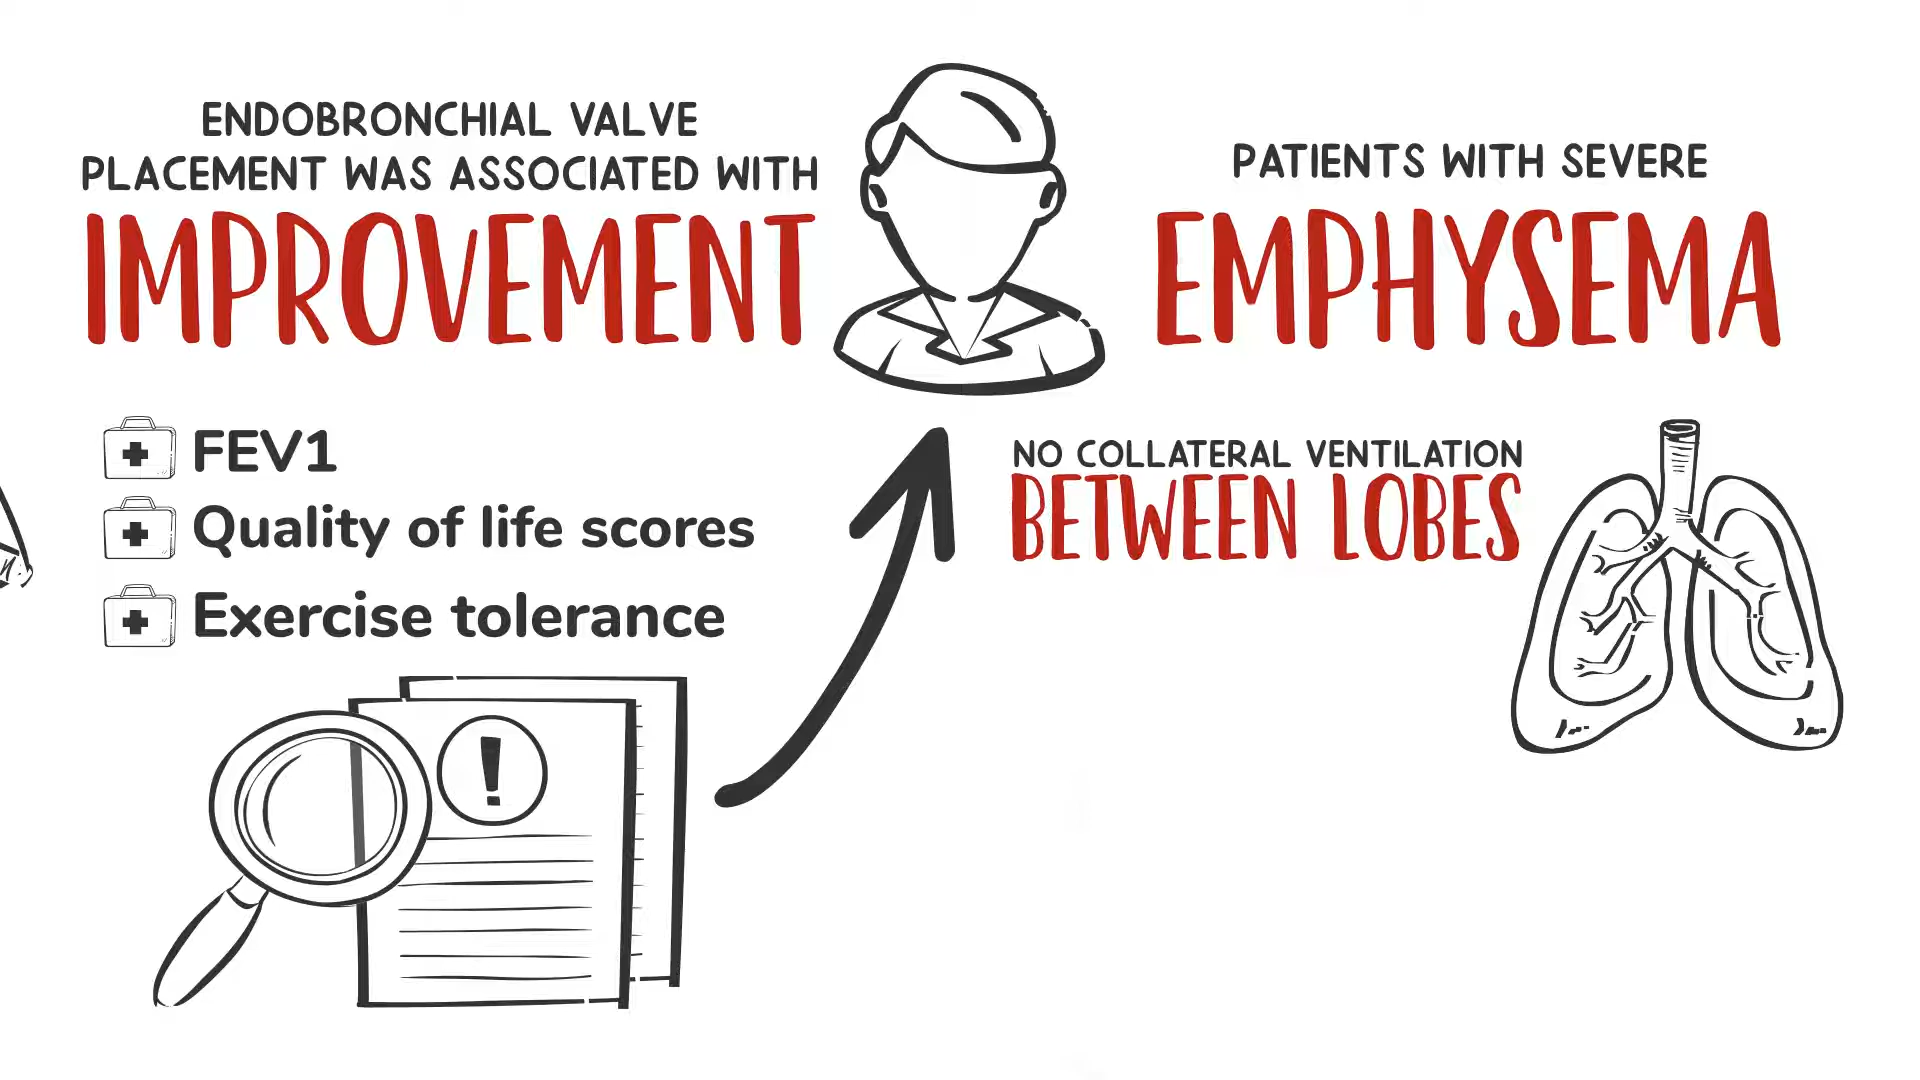 ENDOBRONCHIAL VALVE
PLACEMENT WAS ASSOCIATED WITH
IMPROVEMENT
FEV1
Quality of life scores
Exercise tolerance
!
PATIENTS WITH SEVERE
EMPHYSEMA
NO COLLATERAL VENTILATION
BETWEEN LOBES